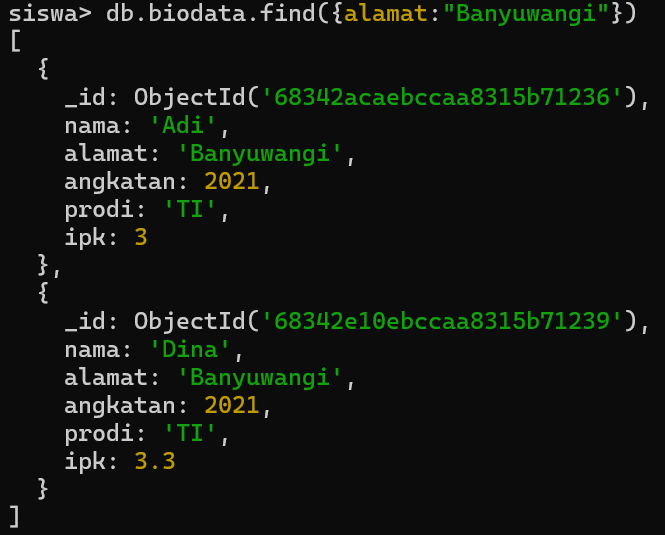 siswa> db.biodata.find({alamat:"Banyuwangi"})
[
  {
    _id: ObjectId('68342acaebccaa8315b71236'),
    nama: 'Adi',
    alamat: 'Banyuwangi',
    angkatan: 2021,
    prodi: 'TI',
    ipk: 3
  },
  {
    _id: ObjectId('68342e10ebccaa8315b71239'),
    nama: 'Dina',
    alamat: 'Banyuwangi',
    angkatan: 2021,
    prodi: 'TI',
    ipk: 3.3
  }
]